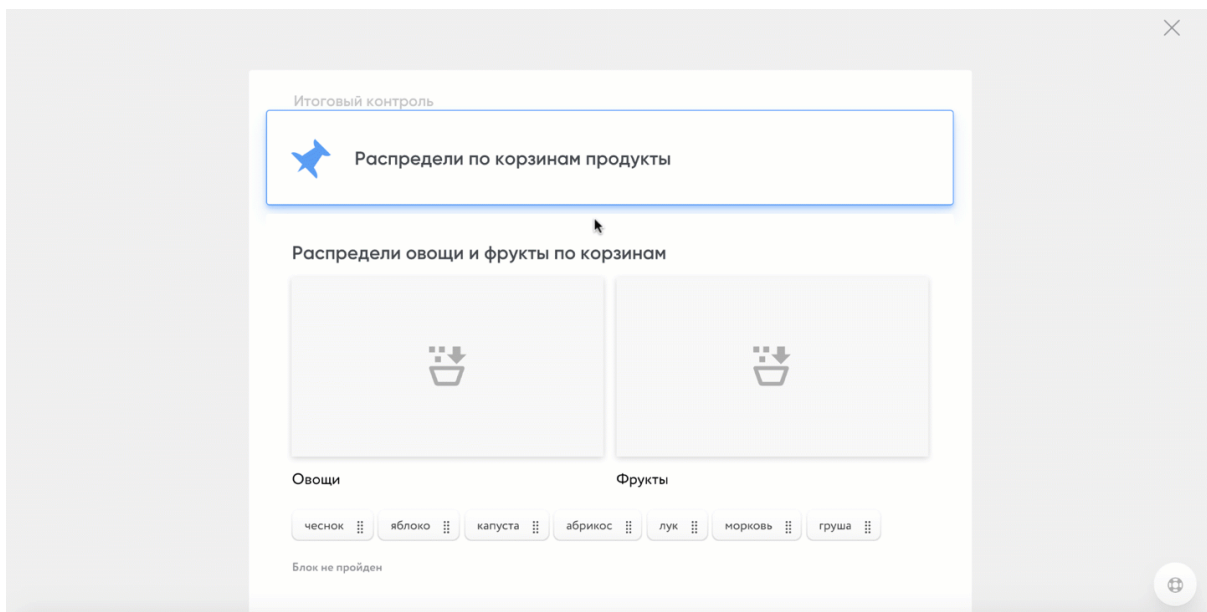 Итоговый контроль
Распредели по корзинам продукты
Распредели овощи и фрукты по корзинам
Овощи Фрукты
чеснок яблоко капуста абрикос лук морковь груша
Блок не пройден